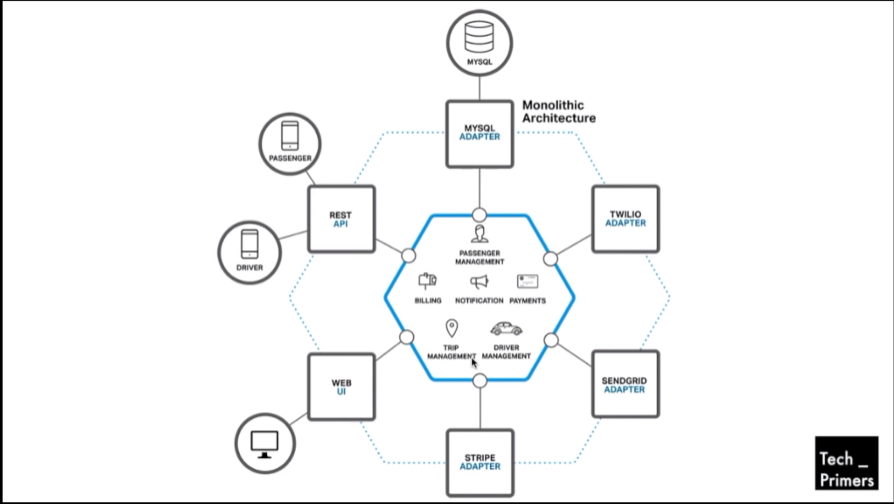 MYSQL
Monolithic
Architecture
MYSQL
ADAPTER
PASSENGER
REST
API
TWILIO
ADAPTER
DRIVER
PASSENGER
MANAGEMENT
BILLING
NOTIFICATION
PAYMENTS
TRIP
MANAGEMENT
DRIVER
MANAGEMENT
WEB
UI
SENDGRID
ADAPTER
STRIPE
ADAPTER
Tech _
Primers